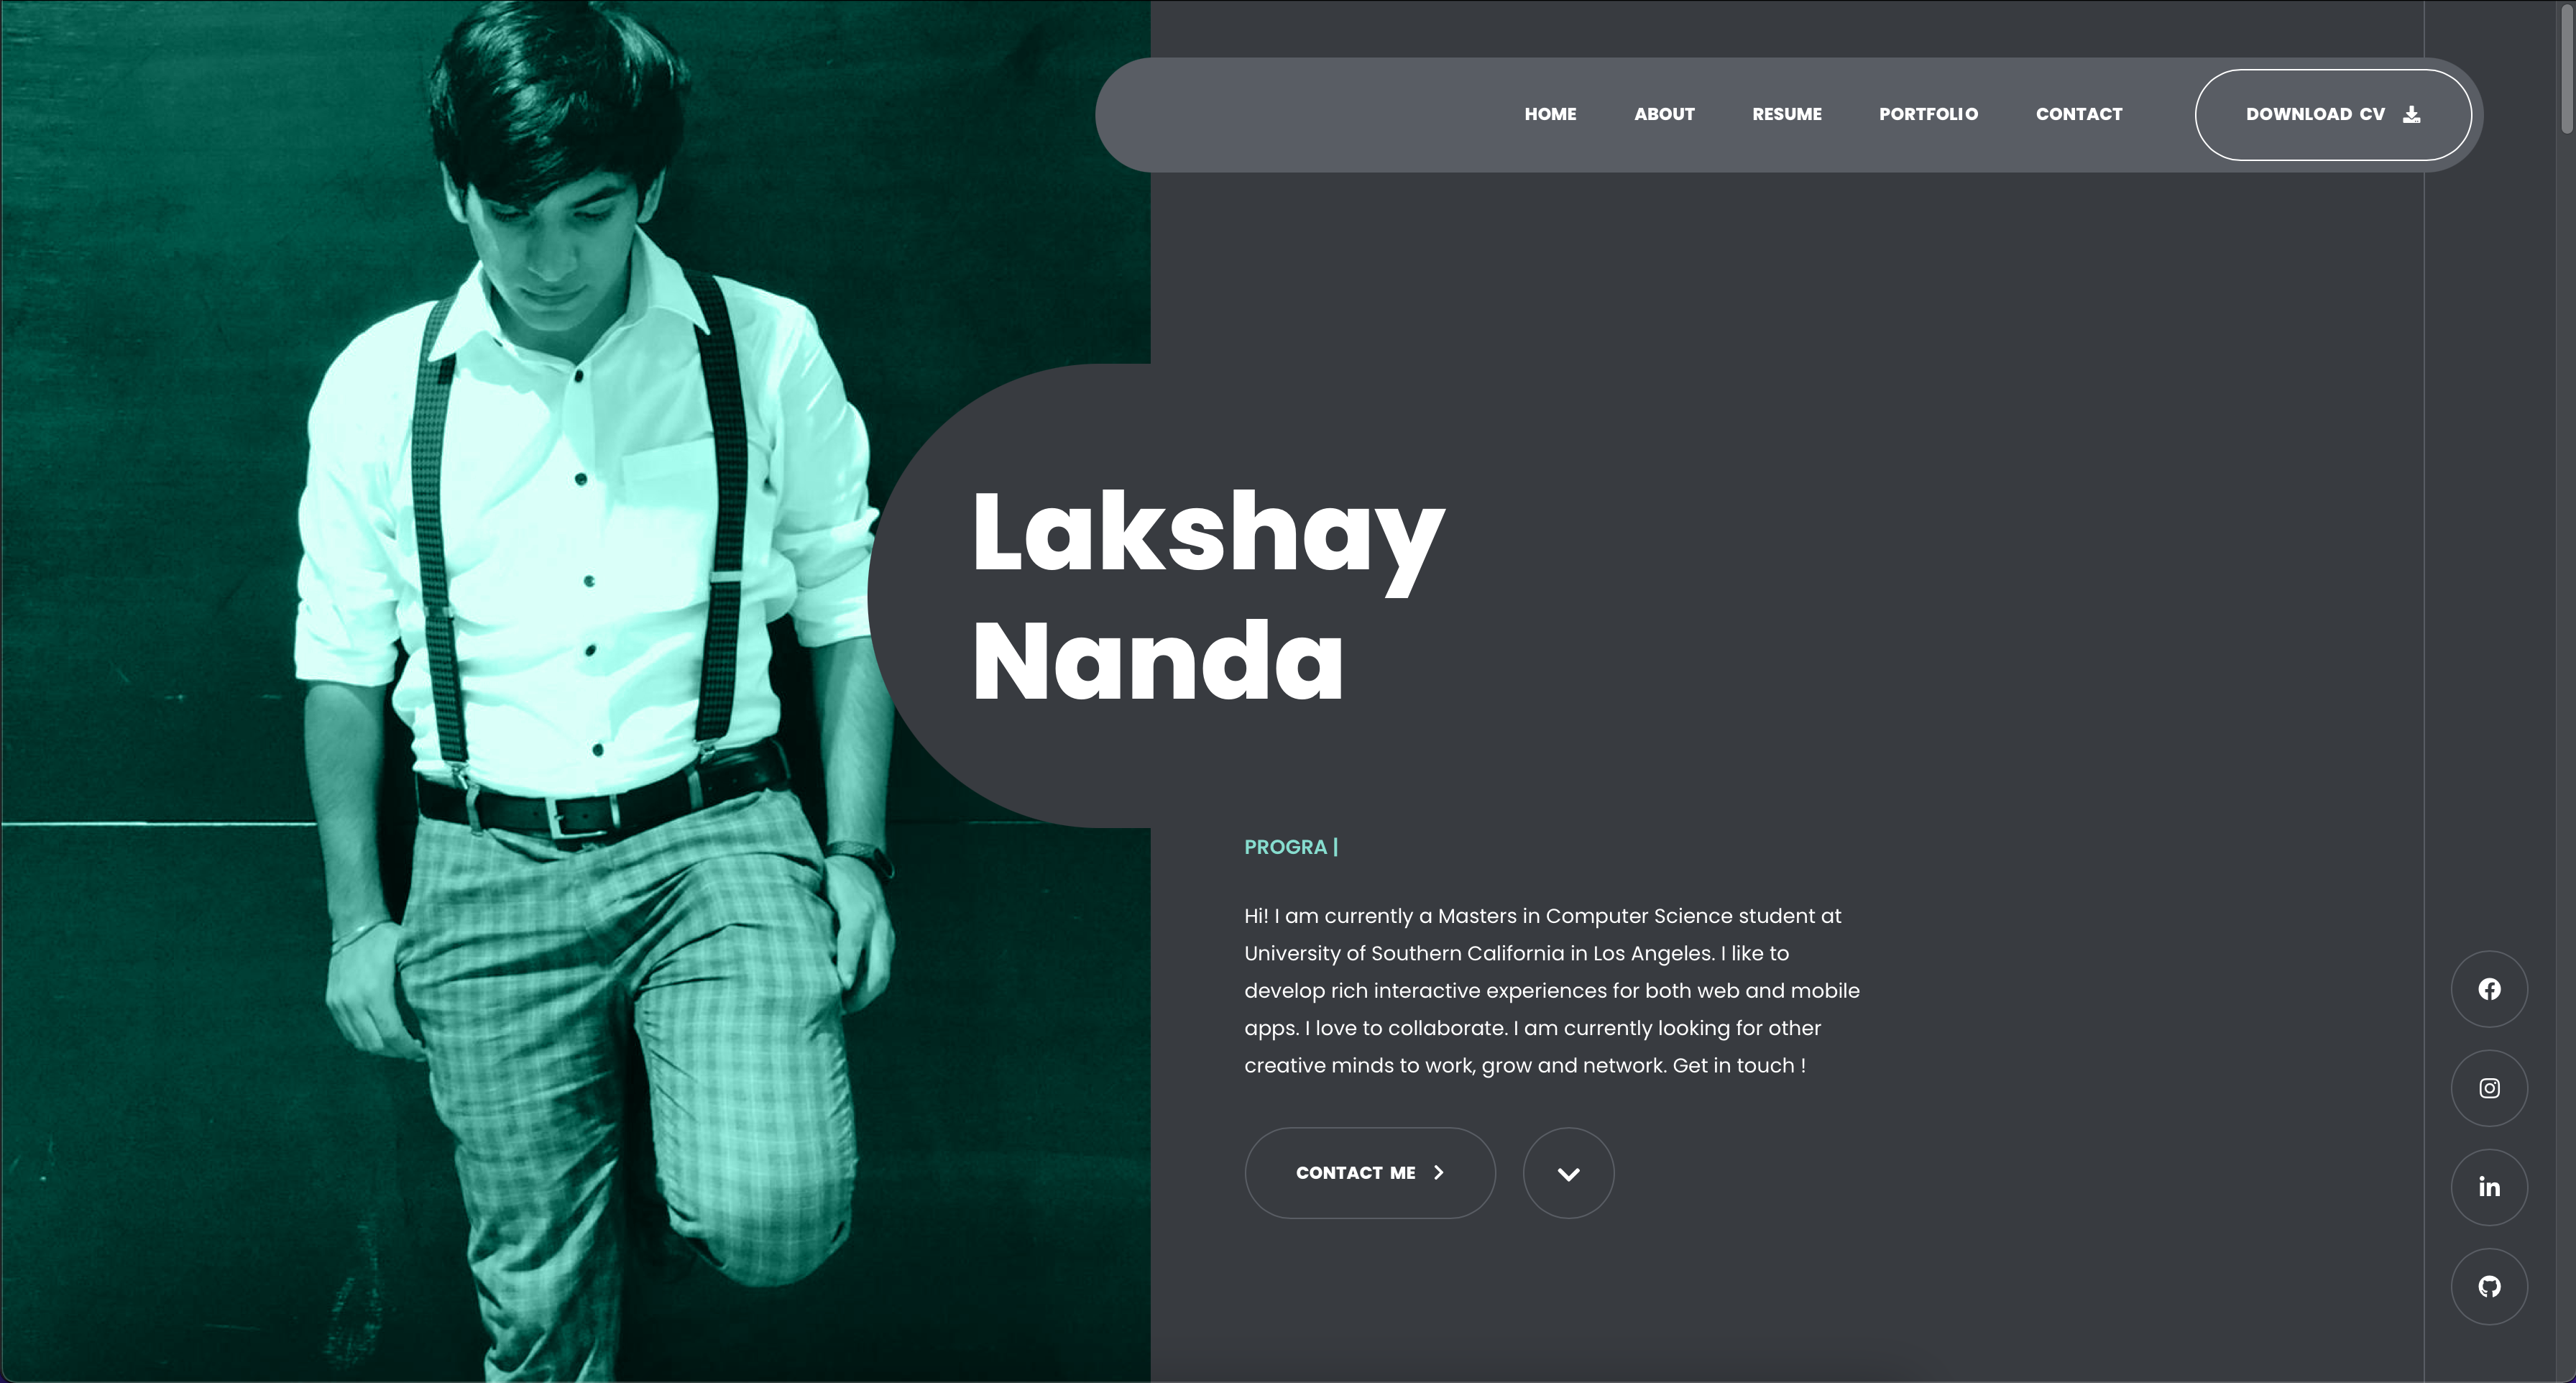 HOME ABOUT RESUME PORTFOLIO CONTACT DOWNLOAD CV
Lakshay
Nanda
PROGRA |
Hi! I am currently a Masters in Computer Science student at
University of Southern California in Los Angeles. I like to
develop rich interactive experiences for both web and mobile
apps. I love to collaborate. I am currently looking for other
creative minds to work, grow and network. Get in touch !
CONTACT ME